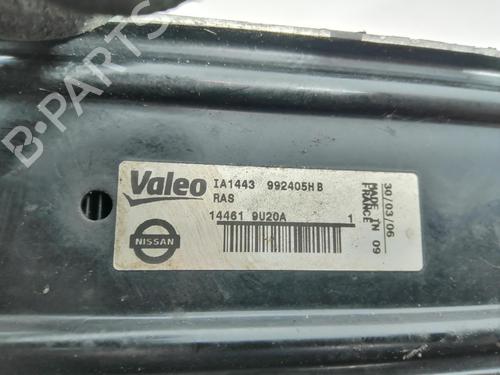 B-PARTS
Valeo
IA1443 992405H B
RAS
14461 9U20A 1
NISSAN
30/03/06
MADE IN 09
FRANCE